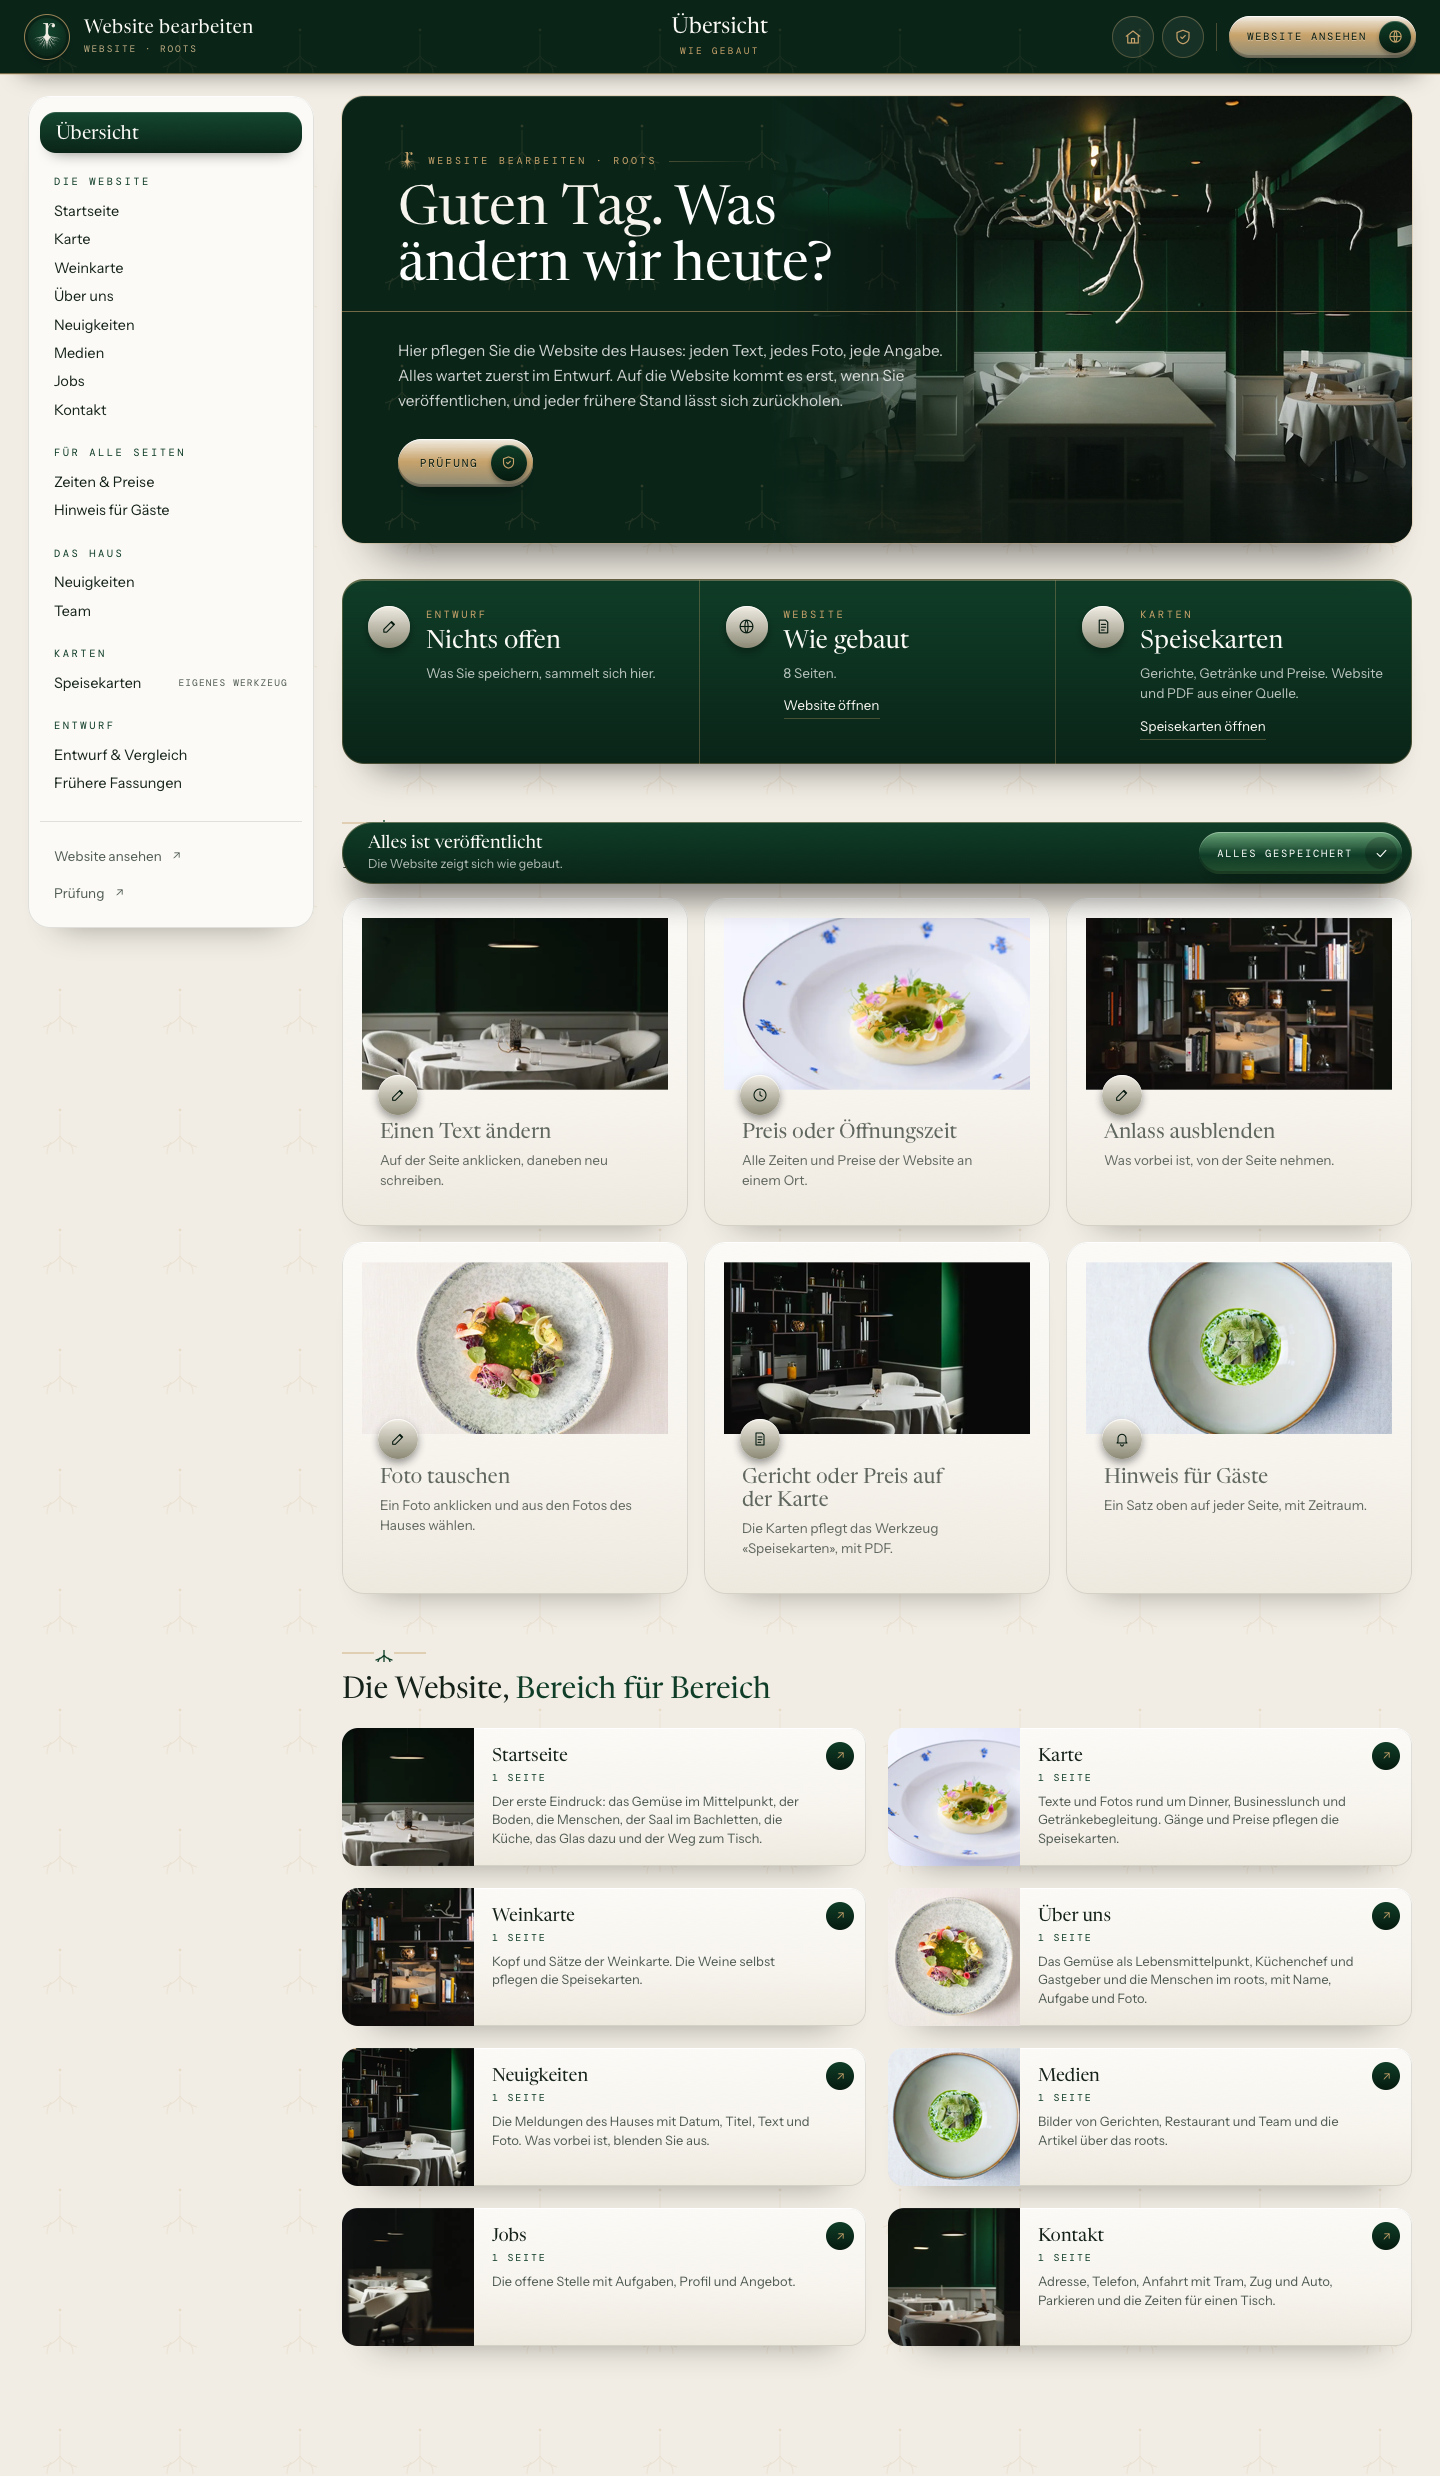 Website bearbeiten
WEBSITE · ROOTS
Übersicht
WIE GEBAUT
WEBSITE ANSEHEN
Übersicht
DIE WEBSITE
Startseite
Karte
Weinkarte
Über uns
Neuigkeiten
Medien
Jobs
Kontakt
FÜR ALLE SEITEN
Zeiten & Preise
Hinweis für Gäste
DAS HAUS
Neuigkeiten
Team
KARTEN
Speisekarten
EIGENES WERKZEUG
ENTWURF
Entwurf & Vergleich
Frühere Fassungen
Website ansehen
Prüfung
WEBSITE BEARBEITEN · ROOTS
Guten Tag. Was
ändern wir heute?
Hier pflegen Sie die Website des Hauses: jeden Text, jedes Foto, jede Angabe.
Alles wartet zuerst im Entwurf. Auf die Website kommt es erst, wenn Sie
veröffentlichen, und jeder frühere Stand lässt sich zurückholen.
PRÜFUNG
ENTWURF
Nichts offen
Was Sie speichern, sammelt sich hier.
WEBSITE
Wie gebaut
8 Seiten.
Website öffnen
KARTEN
Speisekarten
Gerichte, Getränke und Preise. Website
und PDF aus einer Quelle.
Speisekarten öffnen
Alles ist veröffentlicht
Die Website zeigt sich wie gebaut.
ALLES GESPEICHERT
Einen Text ändern
Auf der Seite anklicken, daneben neu
schreiben.
Preis oder Öffnungszeit
Alle Zeiten und Preise der Website an
einem Ort.
Anlass ausblenden
Was vorbei ist, von der Seite nehmen.
Foto tauschen
Ein Foto anklicken und aus den Fotos des
Hauses wählen.
Gericht oder Preis auf
der Karte
Die Karten pflegt das Werkzeug
«Speisekarten», mit PDF.
Hinweis für Gäste
Ein Satz oben auf jeder Seite, mit Zeitraum.
Die Website, Bereich für Bereich
Startseite
1 SEITE
Der erste Eindruck: das Gemüse im Mittelpunkt, der
Boden, die Menschen, der Saal im Bachletten, die
Küche, das Glas dazu und der Weg zum Tisch.
Karte
1 SEITE
Texte und Fotos rund um Dinner, Businesslunch und
Getränkebegleitung. Gänge und Preise pflegen die
Speisekarten.
Weinkarte
1 SEITE
Kopf und Sätze der Weinkarte. Die Weine selbst
pflegen die Speisekarten.
Über uns
1 SEITE
Das Gemüse als Lebensmittelpunkt, Küchenchef und
Gastgeber und die Menschen im roots, mit Name,
Aufgabe und Foto.
Neuigkeiten
1 SEITE
Die Meldungen des Hauses mit Datum, Titel, Text und
Foto. Was vorbei ist, blenden Sie aus.
Medien
1 SEITE
Bilder von Gerichten, Restaurant und Team und die
Artikel über das roots.
Jobs
1 SEITE
Die offene Stelle mit Aufgaben, Profil und Angebot.
Kontakt
1 SEITE
Adresse, Telefon, Anfahrt mit Tram, Zug und Auto,
Parkieren und die Zeiten für einen Tisch.